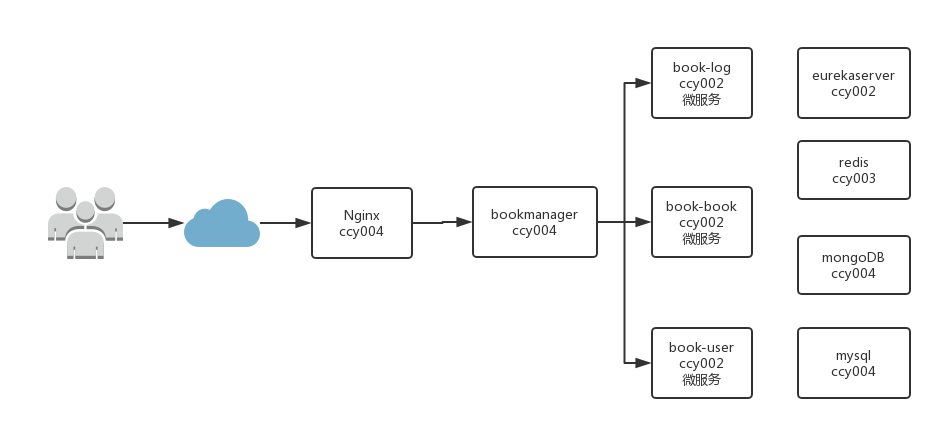 Nginx
ccy004
bookmanager
ccy004
book-log
ccy002
微服务
book-book
ccy002
微服务
book-user
ccy002
微服务
eurekaserver
ccy002
redis
ccy003
mongoDB
ccy004
mysql
ccy004